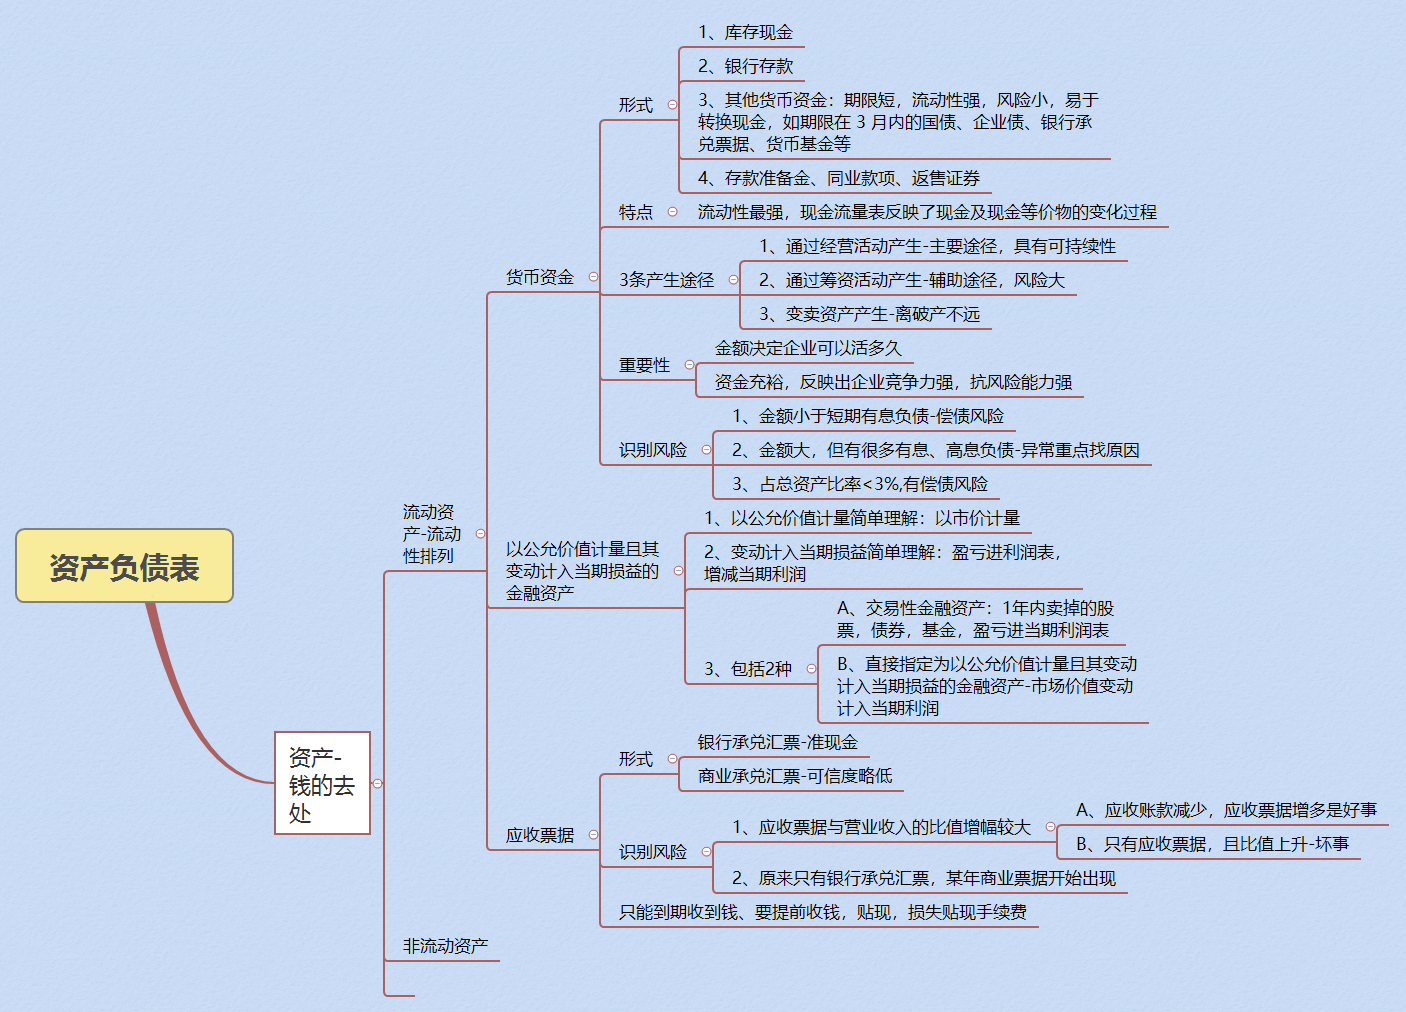 资产负债表
资产-
钱的去
处
流动资
产-流动
性排列
货币资金
形式
1、库存现金
2、银行存款
3、其他货币资金：期限短，流动性强，风险小，易于
转换现金，如期限在 3 月内的国债、企业债、银行承
兑票据、货币基金等
4、存款准备金、同业款项、返售证券
特点
流动性最强，现金流量表反映了现金及现金等价物的变化过程
3条产生途径
1、通过经营活动产生-主要途径，具有可持续性
2、通过筹资活动产生-辅助途径，风险大
3、变卖资产产生-离破产不远
重要性
金额决定企业可以活多久
资金充裕，反映出企业竞争力强，抗风险能力强
识别风险
1、金额小于短期有息负债-偿债风险
2、金额大，但有很多有息、高息负债-异常重点找原因
3、占总资产比率<3%,有偿债风险
以公允价值计量且其
变动计入当期损益的
金融资产
1、以公允价值计量简单理解：以市价计量
2、变动计入当期损益简单理解：盈亏进利润表，
增减当期利润
3、包括2种
A、交易性金融资产：1年内卖掉的股
票，债券，基金，盈亏进当期利润表
B、直接指定为以公允价值计量且其变动
计入当期损益的金融资产-市场价值变动
计入当期利润
应收票据
形式
银行承兑汇票-准现金
商业承兑汇票-可信度略低
识别风险
1、应收票据与营业收入的比值增幅较大
A、应收账款减少，应收票据增多是好事
B、只有应收票据，且比值上升-坏事
2、原来只有银行承兑汇票，某年商业票据开始出现
只能到期收到钱、要提前收钱，贴现，损失贴现手续费
非流动资产